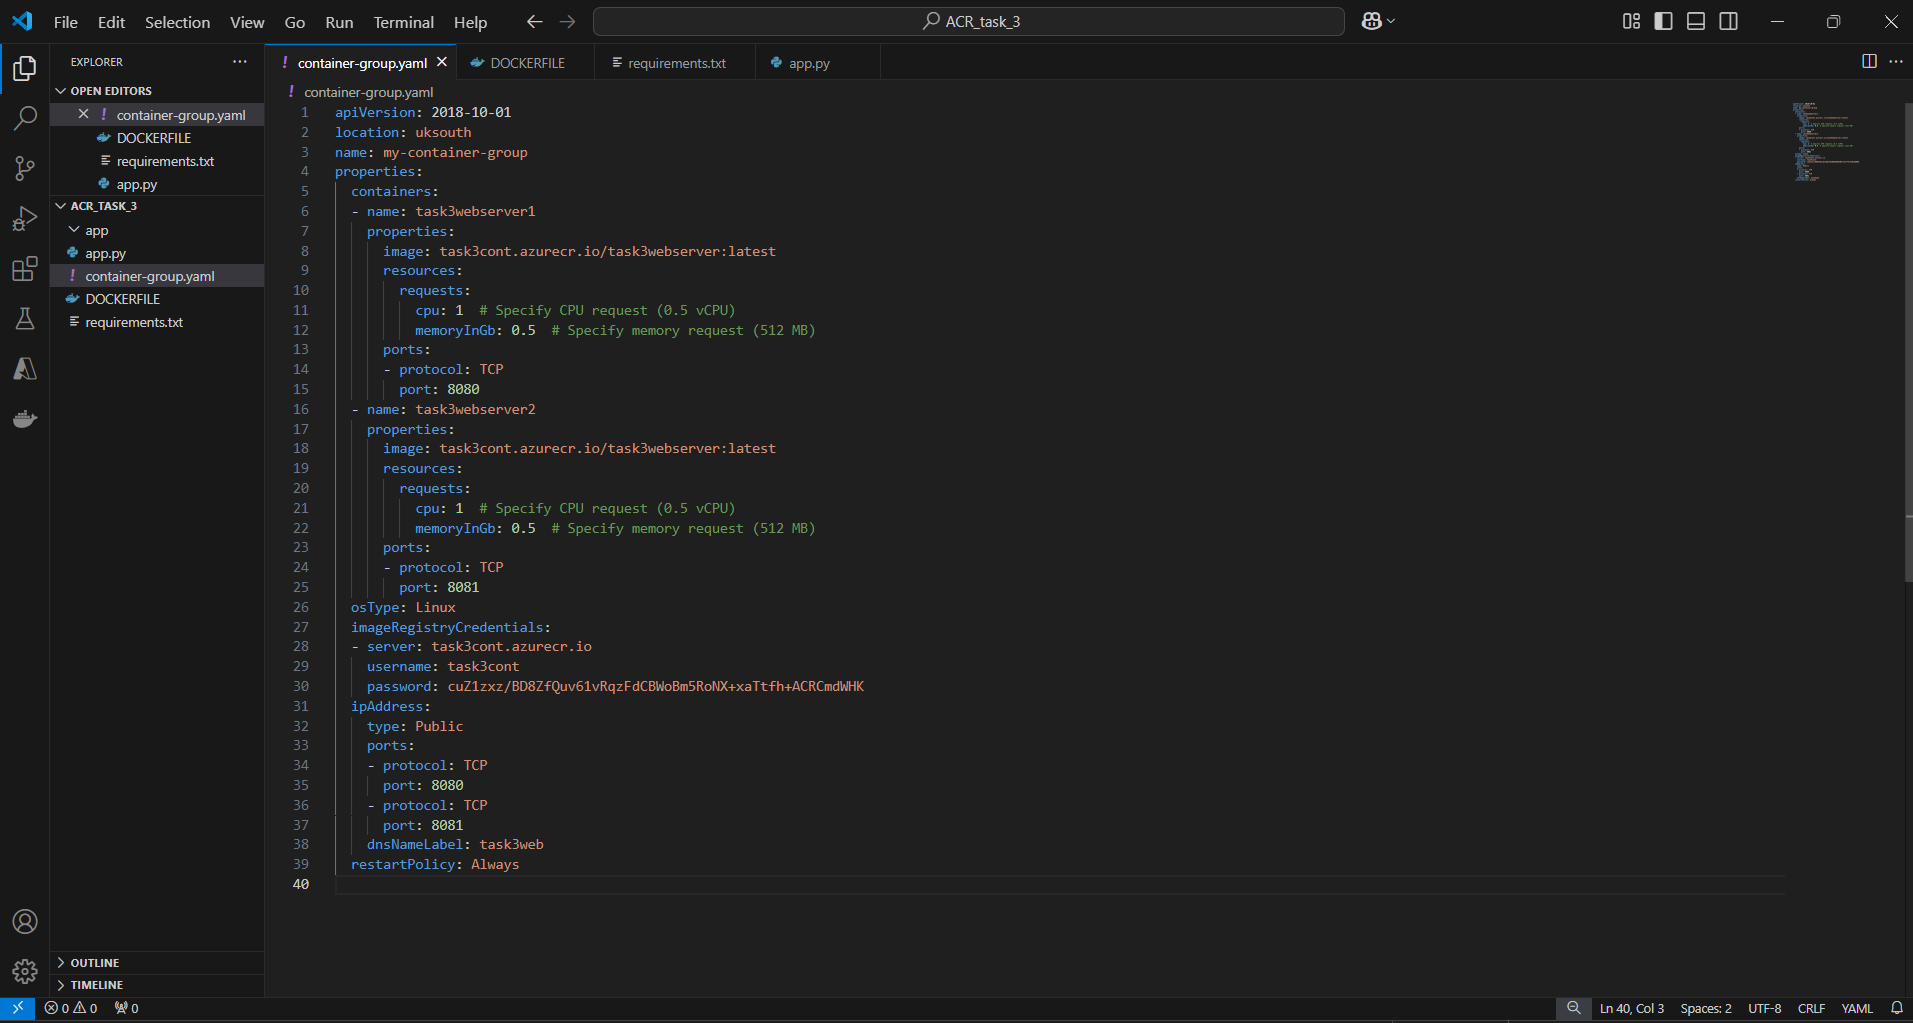 File Edit Selection View Go Run Terminal Help
ACR_task_3
EXPLORER
OPEN EDITORS
container-group.yaml
DOCKERFILE
requirements.txt
app.py
ACR_TASK_3
app
app.py
container-group.yaml
DOCKERFILE
requirements.txt
OUTLINE
TIMELINE
container-group.yaml DOCKERFILE requirements.txt app.py
container-group.yaml
1 apiVersion: 2018-10-01
2 location: uksouth
3 name: my-container-group
4 properties:
5 containers:
6 - name: task3webserver1
7 properties:
8 image: task3cont.azurecr.io/task3webserver:latest
9 resources:
10 requests:
11 cpu: 1 # Specify CPU request (0.5 vCPU)
12 memoryInGb: 0.5 # Specify memory request (512 MB)
13 ports:
14 - protocol: TCP
15 port: 8080
16 - name: task3webserver2
17 properties:
18 image: task3cont.azurecr.io/task3webserver:latest
19 resources:
20 requests:
21 cpu: 1 # Specify CPU request (0.5 vCPU)
22 memoryInGb: 0.5 # Specify memory request (512 MB)
23 ports:
24 - protocol: TCP
25 port: 8081
26 osType: Linux
27 imageRegistryCredentials:
28 - server: task3cont.azurecr.io
29 username: task3cont
30 password: cuZ1zxz/BD8ZfQuv61vRqzFdCBWoBm5RoNX+xaTtfh+ACRCmdWHK
31 ipAddress:
32 type: Public
33 ports:
34 - protocol: TCP
35 port: 8080
36 - protocol: TCP
37 port: 8081
38 dnsNameLabel: task3web
39 restartPolicy: Always
40
0 0 0 Ln 40, Col 3 Spaces: 2 UTF-8 CRLF YAML